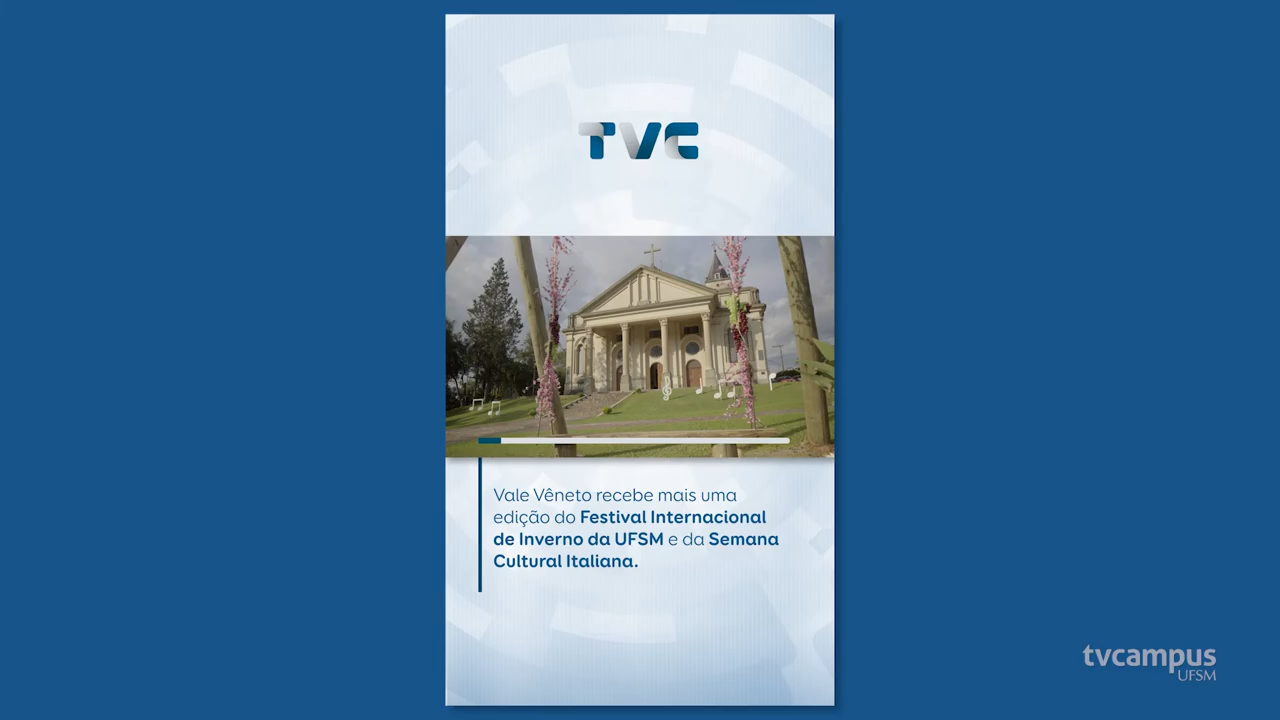 TVC
Vale Vêneto recebe mais uma
edição do Festival Internacional
de Inverno da UFSM e da Semana
Cultural Italiana.
tvcampus
UFSM